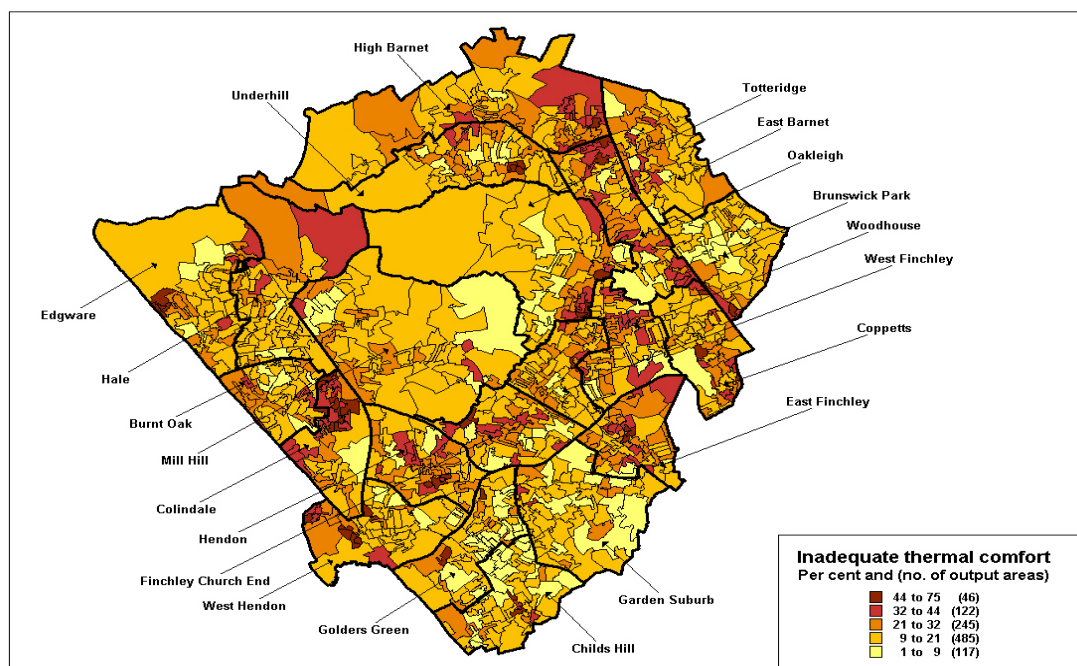 High Barnet
Underhill
Totteridge
East Barnet
Oakleigh
Brunswick Park
Woodhouse
West Finchley
Edgware
Coppetts
Hale
East Finchley
Burnt Oak
Mill Hill
Colindale
Hendon
Finchley Church End
West Hendon
Garden Suburb
Golders Green
Childs Hill
Inadequate thermal comfort
Per cent and (no. of output areas)
44 to 75 (46)
32 to 44 (122)
21 to 32 (245)
9 to 21 (485)
1 to 9 (117)